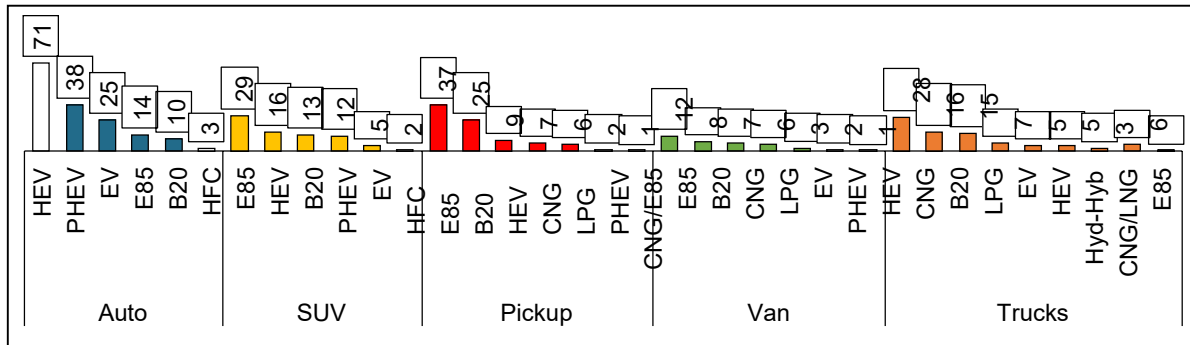 71
38
25
14
10
3
29
16
13
12
5
2
37
25
9
7
6
2
1
12
8
7
6
3
2
1
28
16
15
7
5
5
3
6
HEV
PHEV
EV
E85
B20
HFC
E85
HEV
B20
PHEV
EV
HFC
E85
B20
HEV
CNG
LPG
PHEV
CNG/E85
E85
B20
CNG
LPG
EV
PHEV
HEV
CNG
B20
LPG
EV
HEV
Hyd-Hyb
CNG/LNG
E85
Auto
SUV
Pickup
Van
Trucks